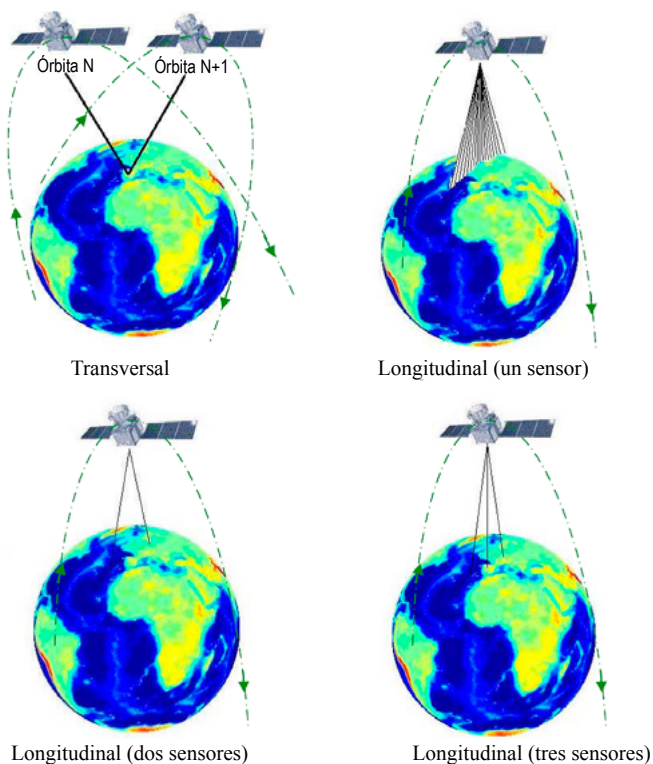 Órbita N
Órbita N+1
Transversal
Longitudinal (un sensor)
Longitudinal (dos sensores)
Longitudinal (tres sensores)